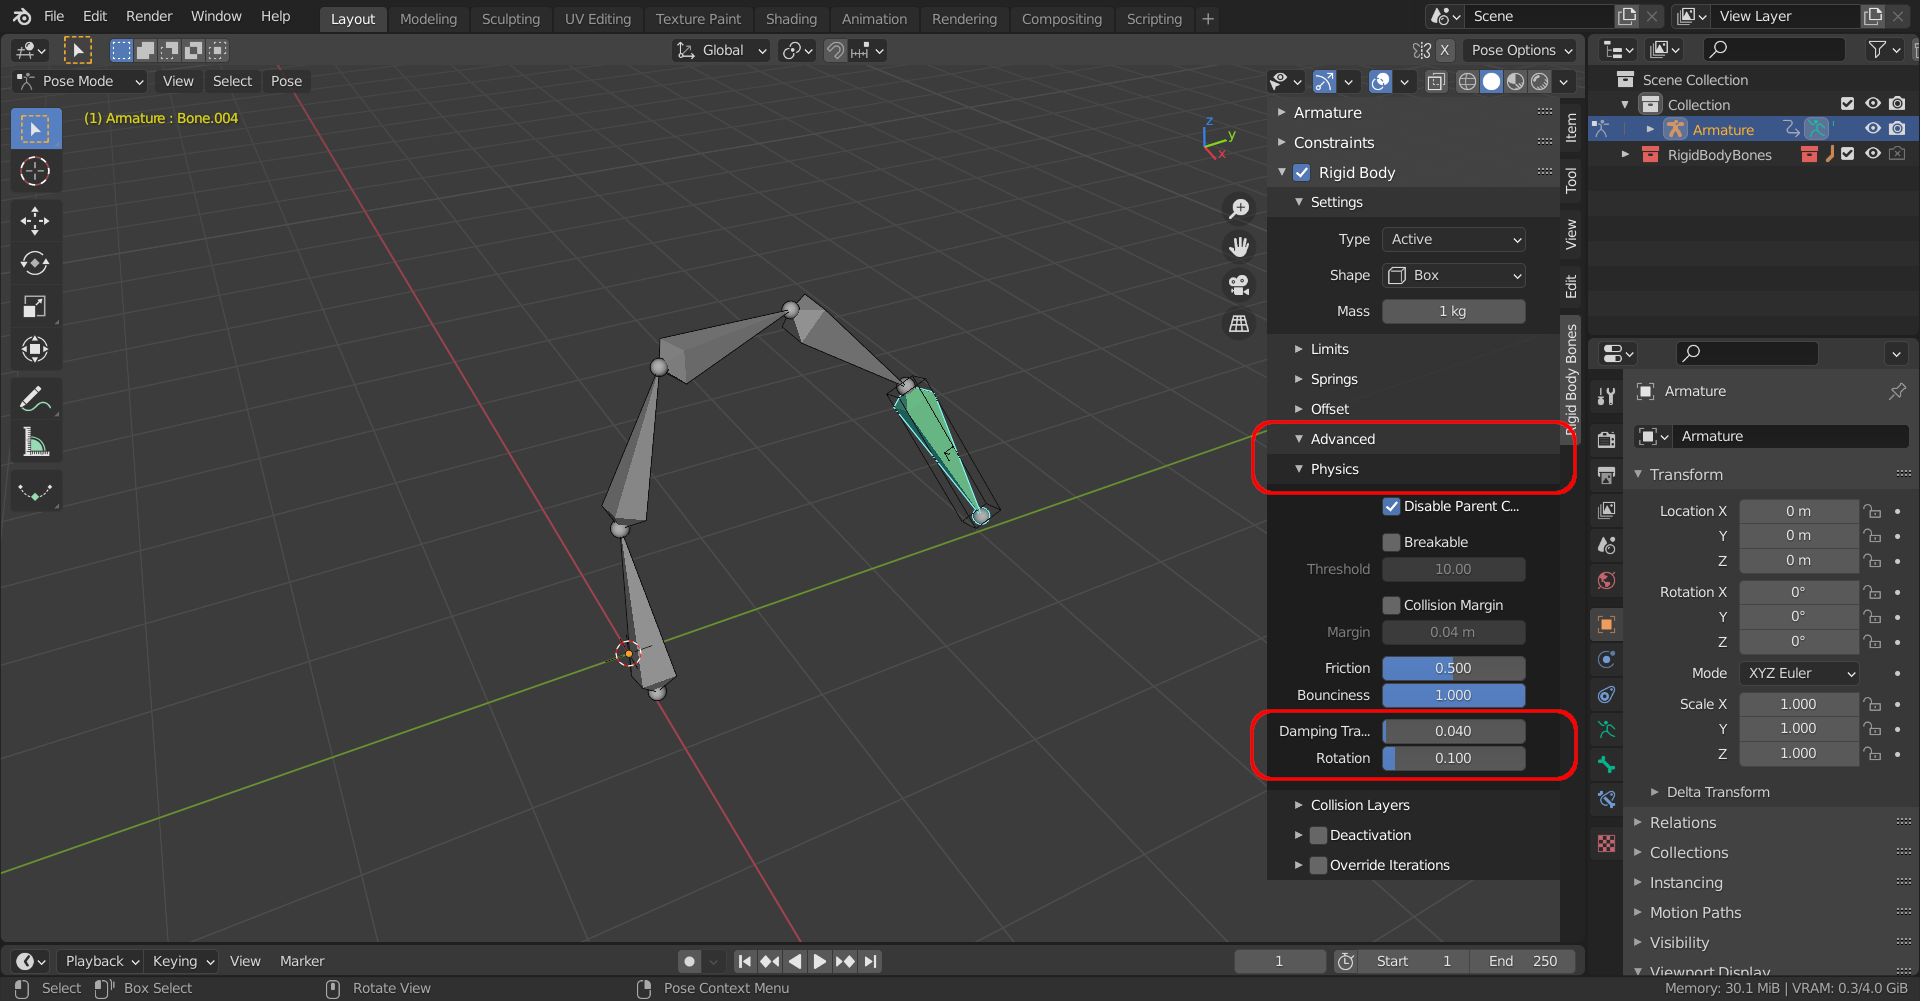 File Edit Render Window Help Layout Modeling Sculpting UV Editing Texture Paint Shading Animation Rendering Compositing Scripting + Scene View Layer
Global X Pose Options
Pose Mode View Select Pose
(1) Armature : Bone.004
z
y
x
Armature
Constraints
Rigid Body
Settings
Type Active
Shape Box
Mass 1 kg
Limits
Springs
Offset
Advanced
Physics
Disable Parent C...
Breakable
Threshold 10.00
Collision Margin
Margin 0.04 m
Friction 0.500
Bounciness 1.000
Damping Tra... 0.040
Rotation 0.100
Collision Layers
Deactivation
Override Iterations
Item
Tool
View
Edit
Rigid Body Bones
Scene Collection
Collection
Armature
RigidBodyBones
Armature
Armature
Transform
Location X 0 m
Y 0 m
Z 0 m
Rotation X 0°
Y 0°
Z 0°
Mode XYZ Euler
Scale X 1.000
Y 1.000
Z 1.000
Delta Transform
Relations
Collections
Instancing
Motion Paths
Visibility
Viewport Display
Playback Keying View Marker 1 Start 1 End 250
Select Box Select Rotate View Pose Context Menu Memory: 30.1 MiB | VRAM: 0.3/4.0 GiB